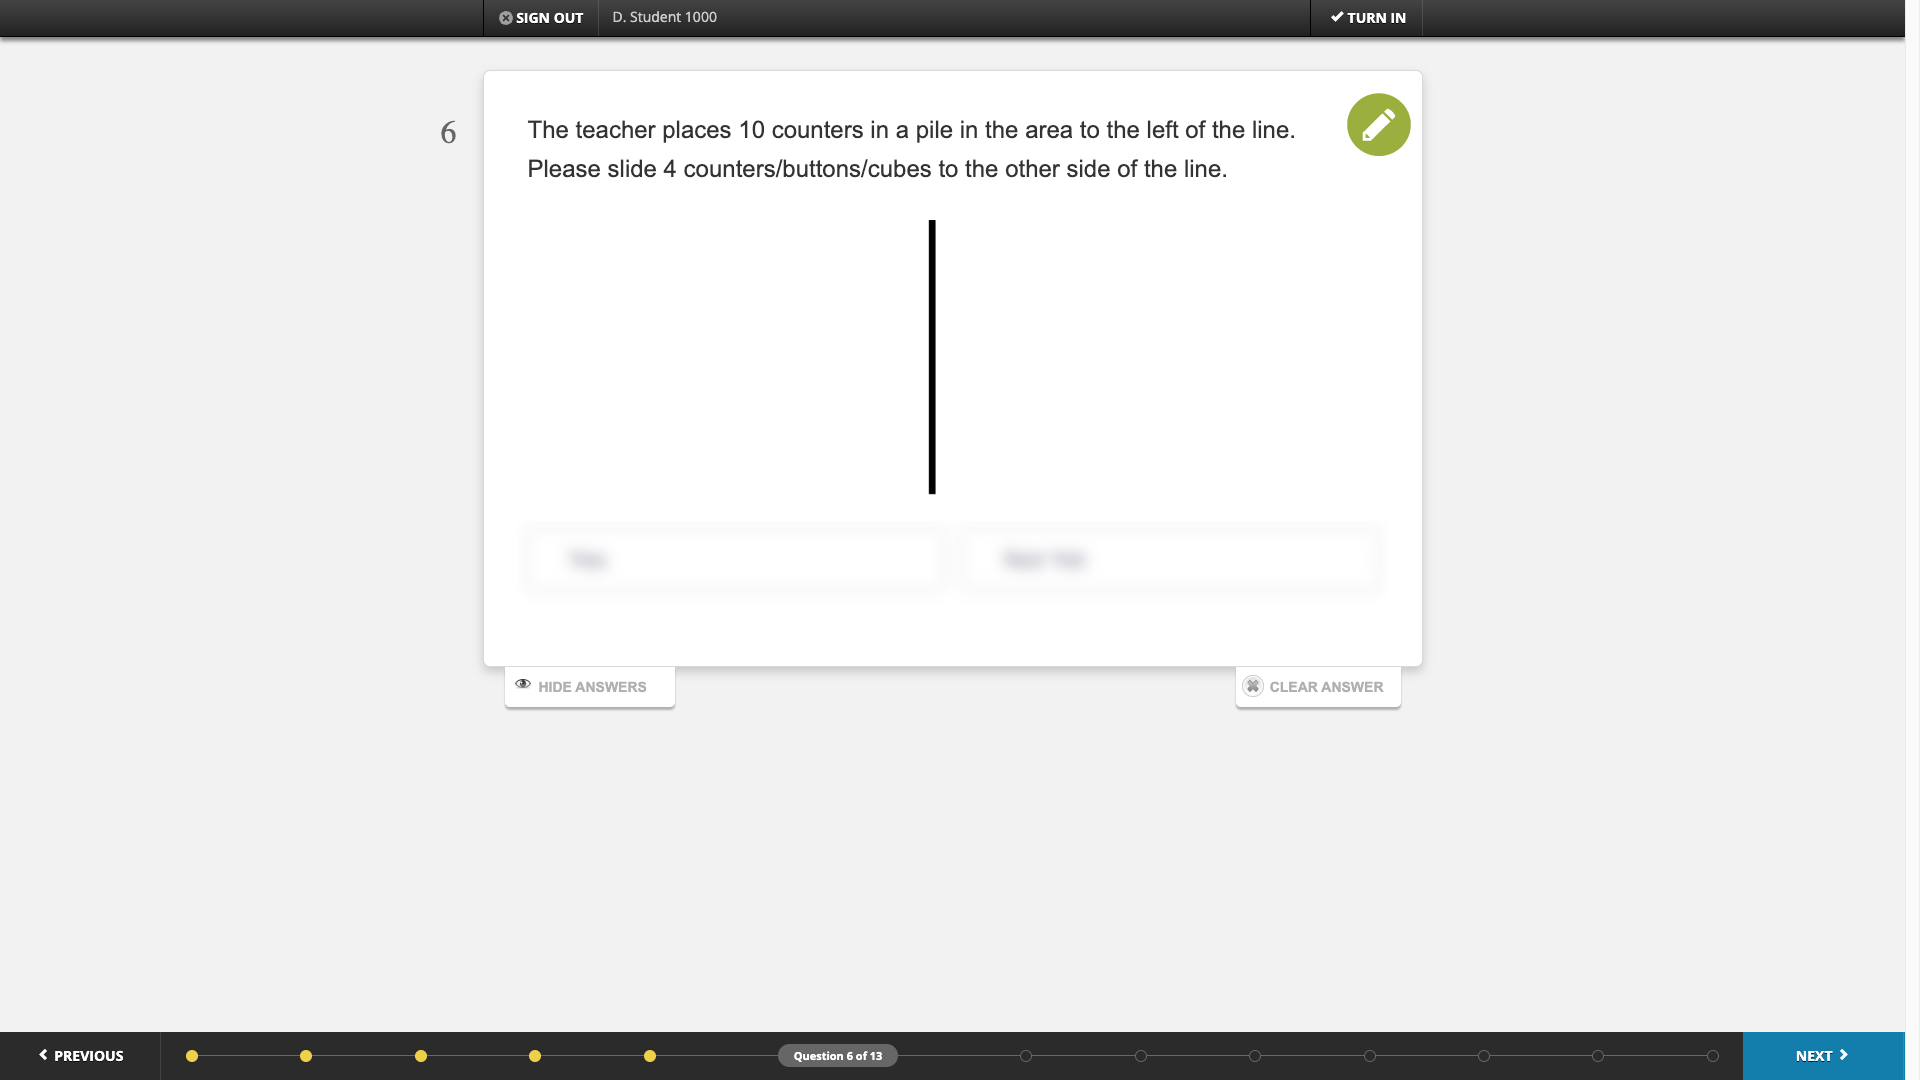 SIGN OUT
D. Student 1000
TURN IN
6
The teacher places 10 counters in a pile in the area to the left of the line.
Please slide 4 counters/buttons/cubes to the other side of the line.
HIDE ANSWERS
CLEAR ANSWER
PREVIOUS
Question 6 of 13
NEXT